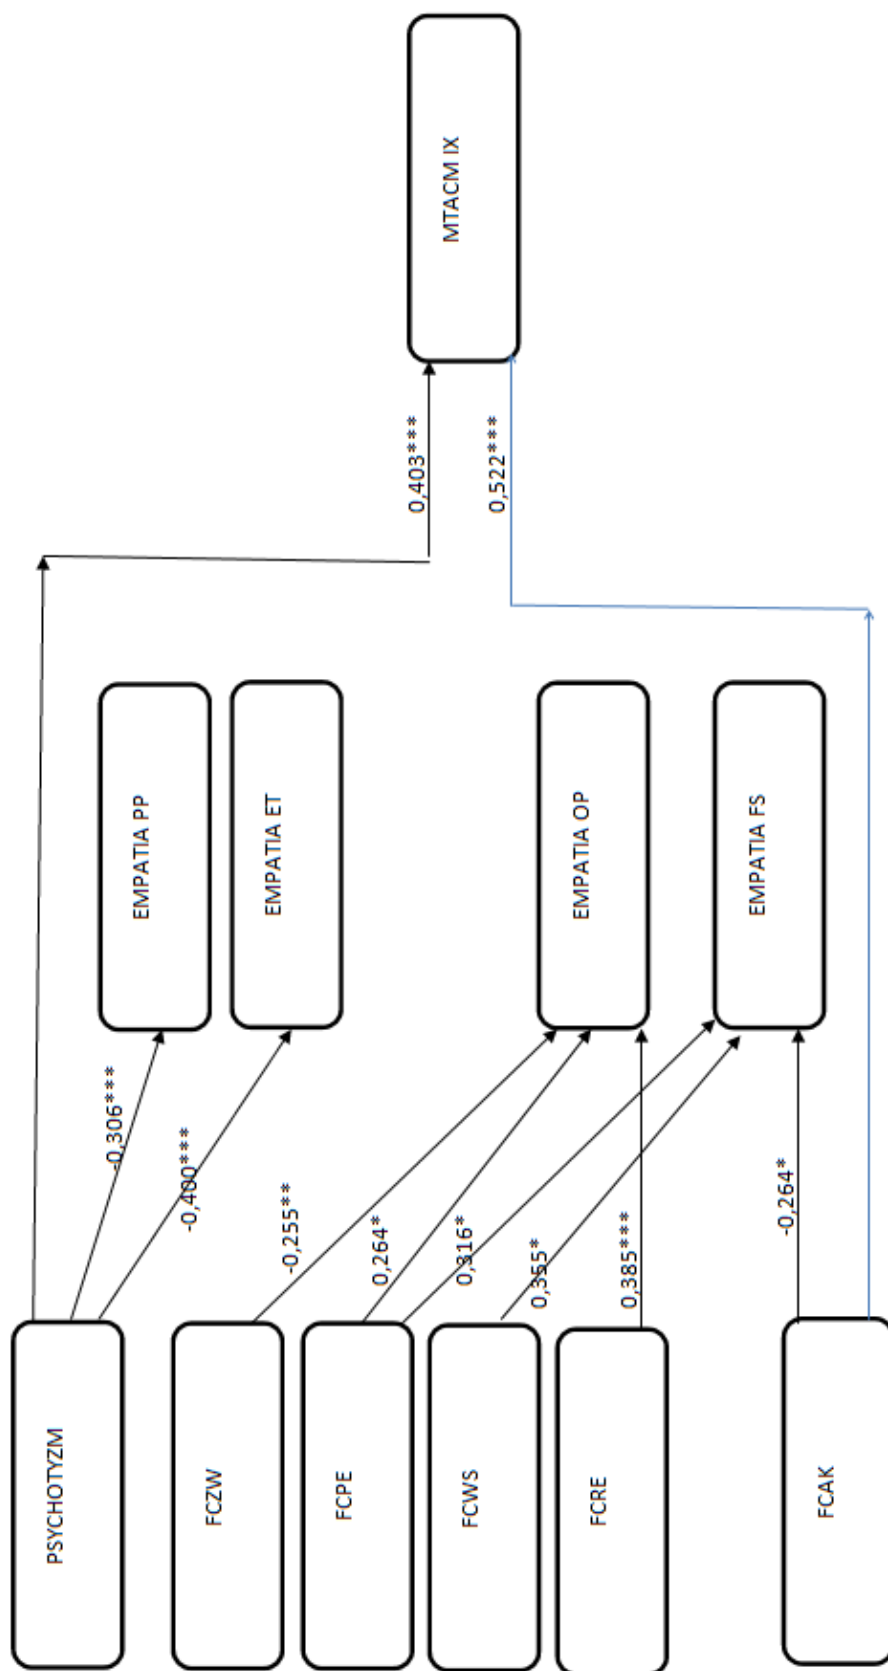 PSYCHOTYZM
FCZW
FCPE
FCWS
FCRE
FCAK
-0,306***
-0,400***
-0,255**
0,264*
0,316*
0,355*
0,385***
-0,264*
EMPATIA PP
EMPATIA ET
EMPATIA OP
EMPATIA FS
0,403***
0,522***
MTACM IX